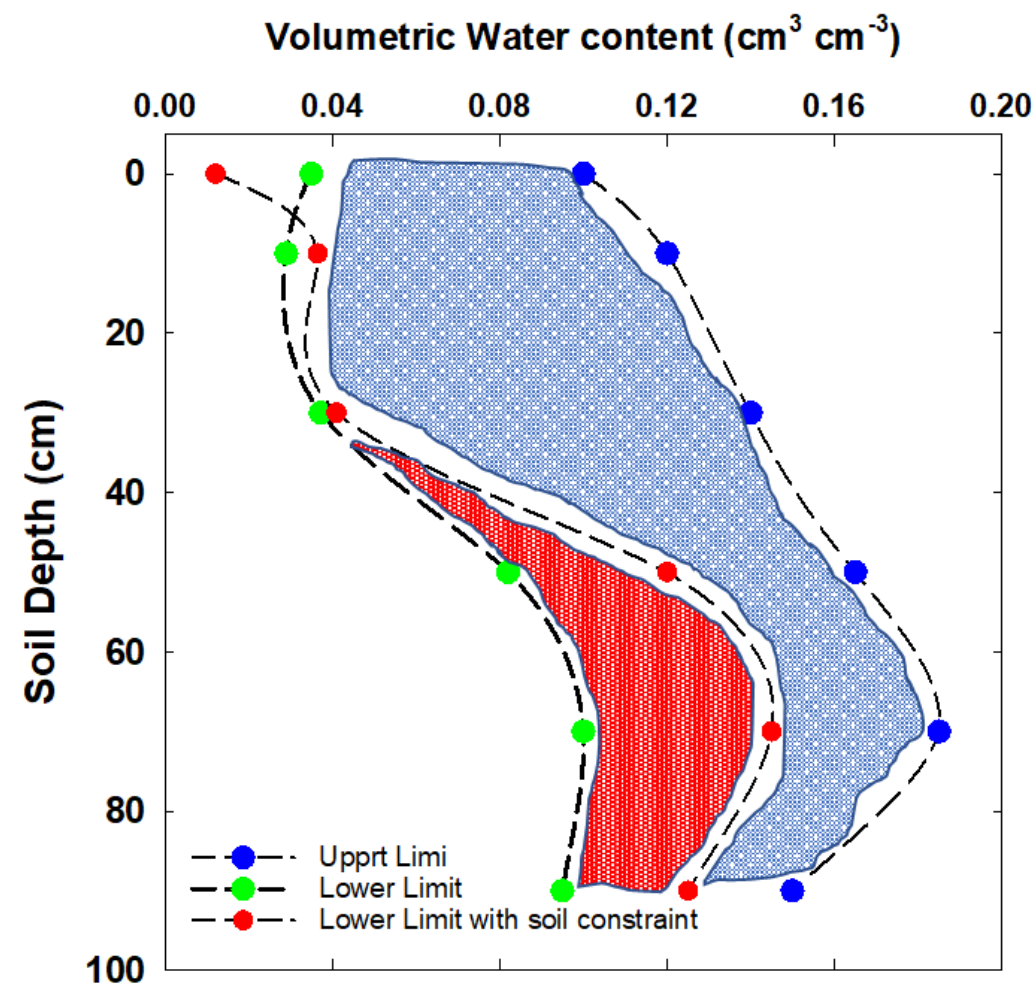 Volumetric Water content (cm³ cm⁻³)
0.00 0.04 0.08 0.12 0.16 0.20
0
20
40
60
80
100
Soil Depth (cm)
Upprt Limi
Lower Limit
Lower Limit with soil constraint